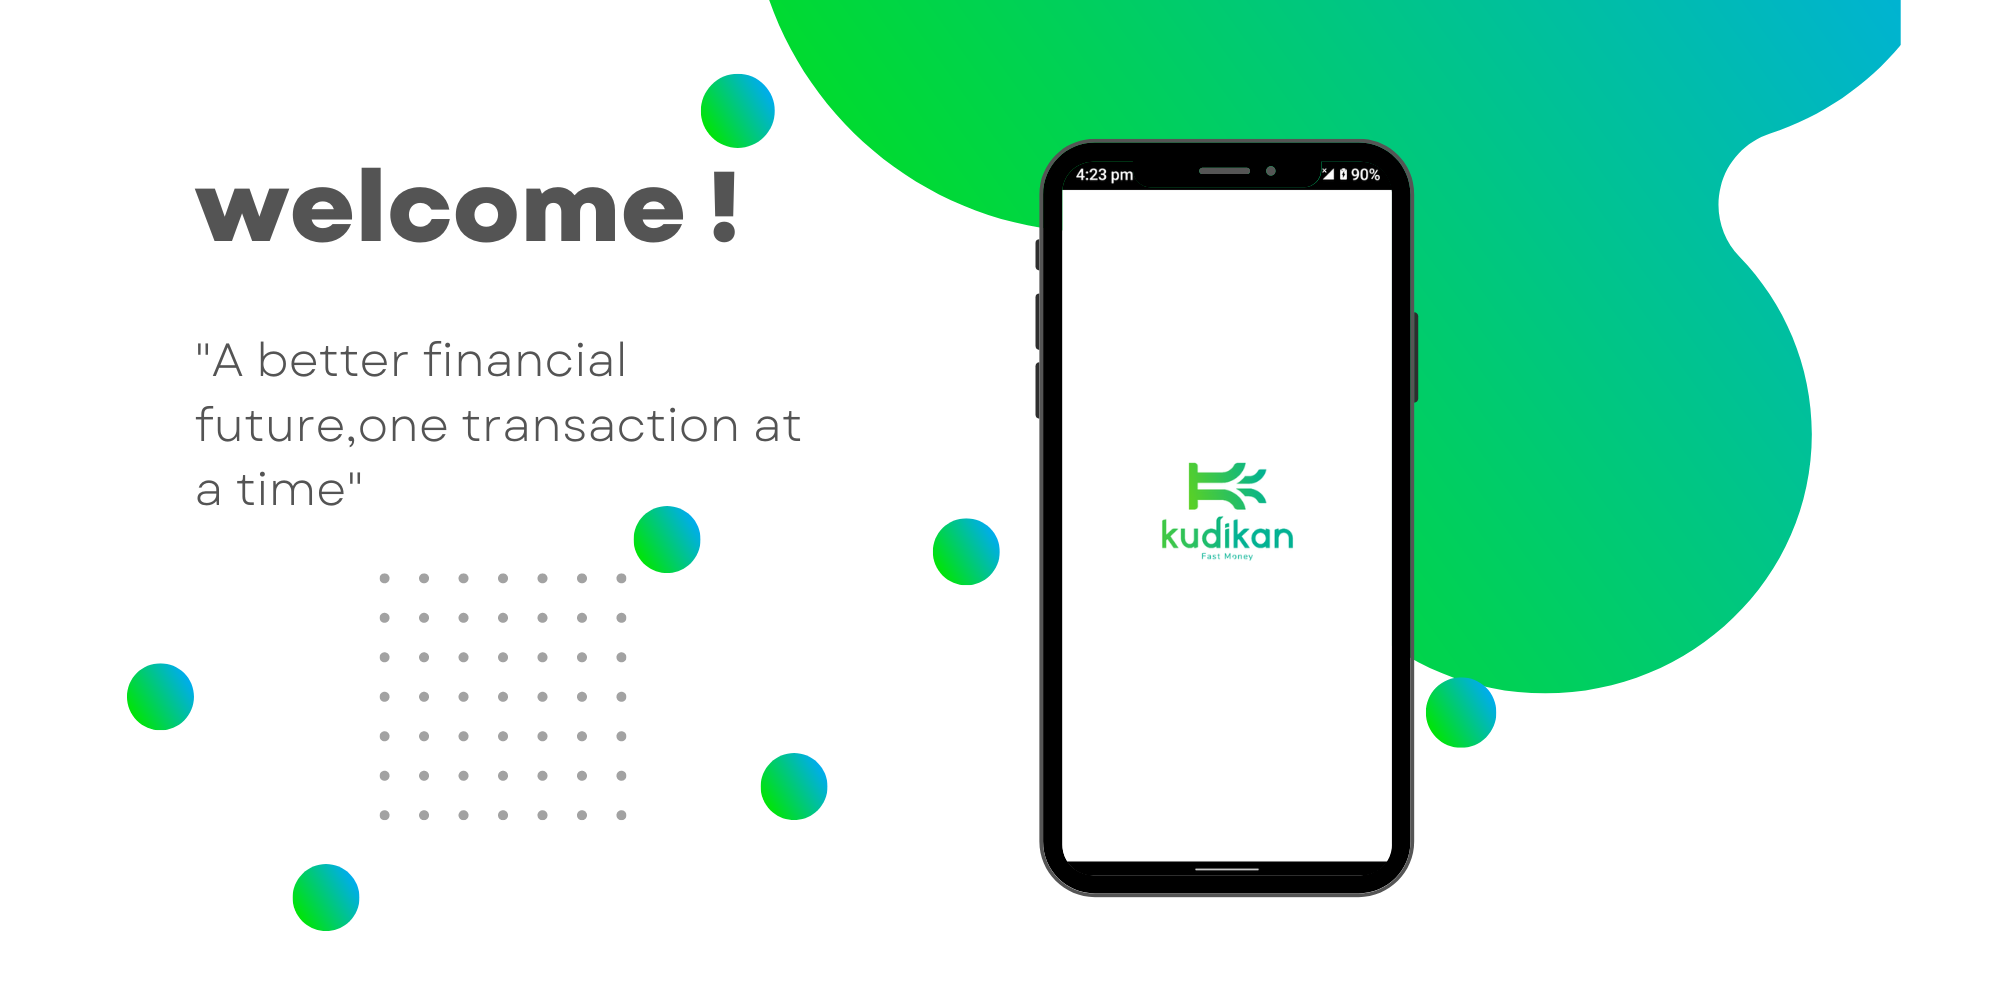 welcome !
"A better financial
future,one transaction at
a time"
4:23 pm
90%
kudikan
Fast Money